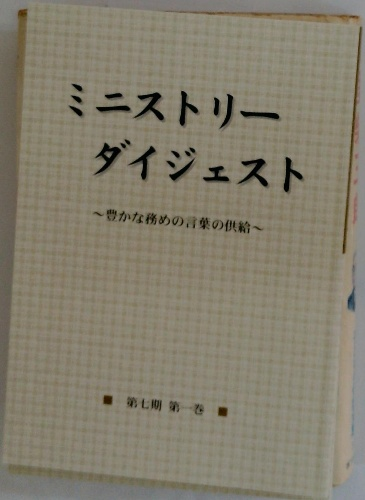 ミニストリー
ダイジェスト
～豊かな務めの言葉の供給～
■ 第七期 第一巻 ■